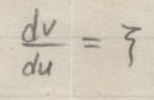 dv/du = ξ